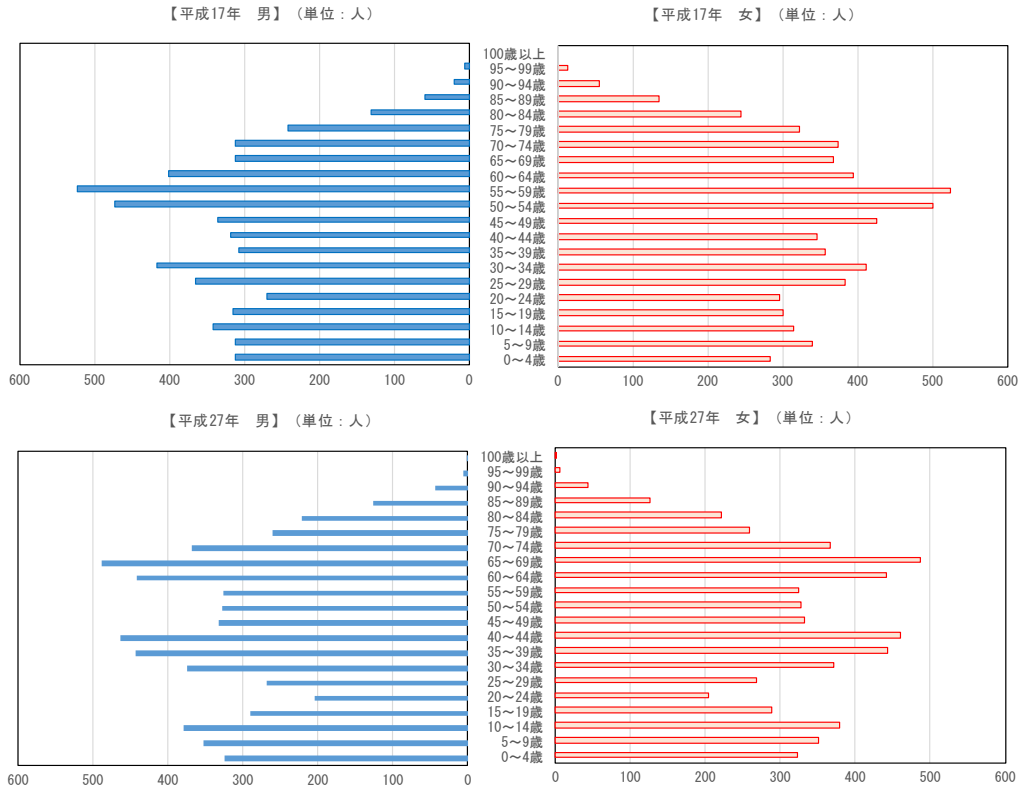 【平成17年　男】（単位：人）
【平成17年　女】（単位：人）
100歳以上
95～99歳
90～94歳
85～89歳
80～84歳
75～79歳
70～74歳
65～69歳
60～64歳
55～59歳
50～54歳
45～49歳
40～44歳
35～39歳
30～34歳
25～29歳
20～24歳
15～19歳
10～14歳
5～9歳
0～4歳
600 500 400 300 200 100 0
0 100 200 300 400 500 600
【平成27年　男】（単位：人）
【平成27年　女】（単位：人）
100歳以上
95～99歳
90～94歳
85～89歳
80～84歳
75～79歳
70～74歳
65～69歳
60～64歳
55～59歳
50～54歳
45～49歳
40～44歳
35～39歳
30～34歳
25～29歳
20～24歳
15～19歳
10～14歳
5～9歳
0～4歳
600 500 400 300 200 100 0
0 100 200 300 400 500 600